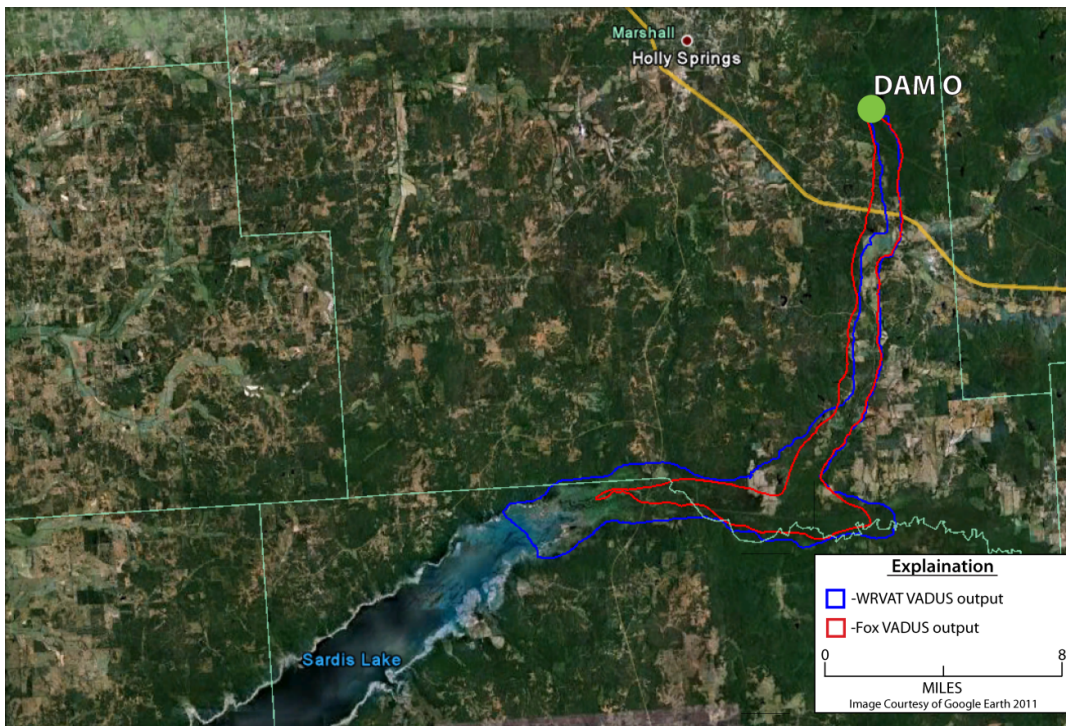 Marshall
Holly Springs
DAM O
Sardis Lake
Explaination
-WRVAT VADUS output
-Fox VADUS output
0 8
MILES
Image Courtesy of Google Earth 2011